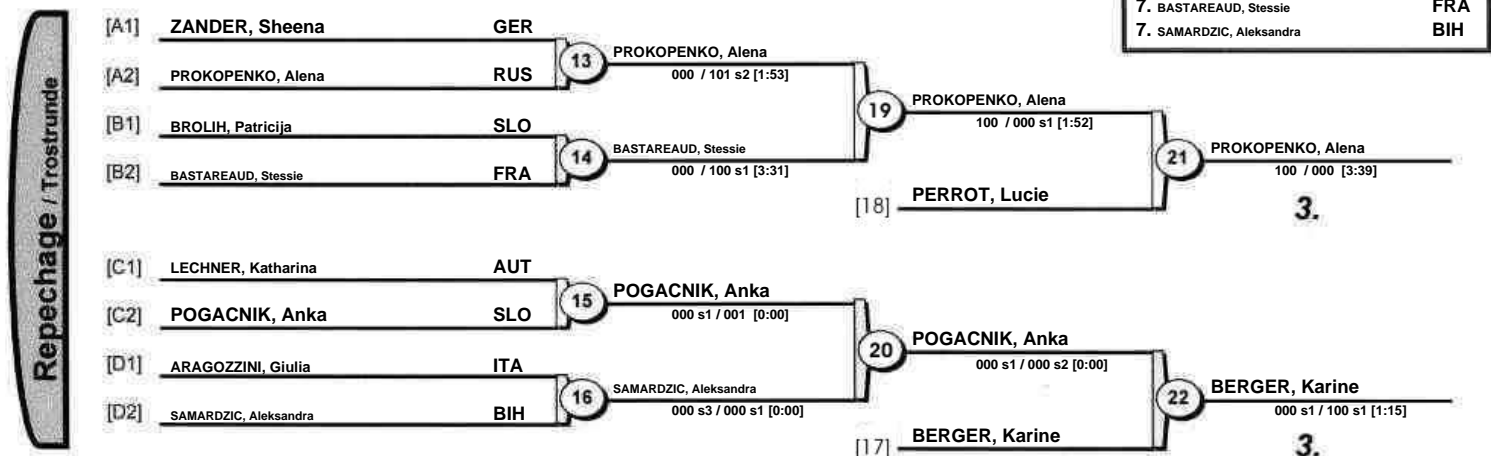 7. BASTAREAUD, Stessie FRA
7. SAMARDZIC, Aleksandra BIH
Repechage / Trostrunde
[A1] ZANDER, Sheena GER
13
PROKOPENKO, Alena
000 / 101 s2 [1:53]
[A2] PROKOPENKO, Alena RUS
19
PROKOPENKO, Alena
100 / 000 s1 [1:52]
[B1] BROLIH, Patricija SLO
14
BASTAREAUD, Stessie
000 / 100 s1 [3:31]
[B2] BASTAREAUD, Stessie FRA
21
PROKOPENKO, Alena
100 / 000 [3:39]
[18] PERROT, Lucie
3.
[C1] LECHNER, Katharina AUT
15
POGACNIK, Anka
000 s1 / 001 [0:00]
[C2] POGACNIK, Anka SLO
20
POGACNIK, Anka
000 s1 / 000 s2 [0:00]
[D1] ARAGOZZINI, Giulia ITA
16
SAMARDZIC, Aleksandra
000 s3 / 000 s1 [0:00]
[D2] SAMARDZIC, Aleksandra BIH
22
BERGER, Karine
000 s1 / 100 s1 [1:15]
[17] BERGER, Karine
3.